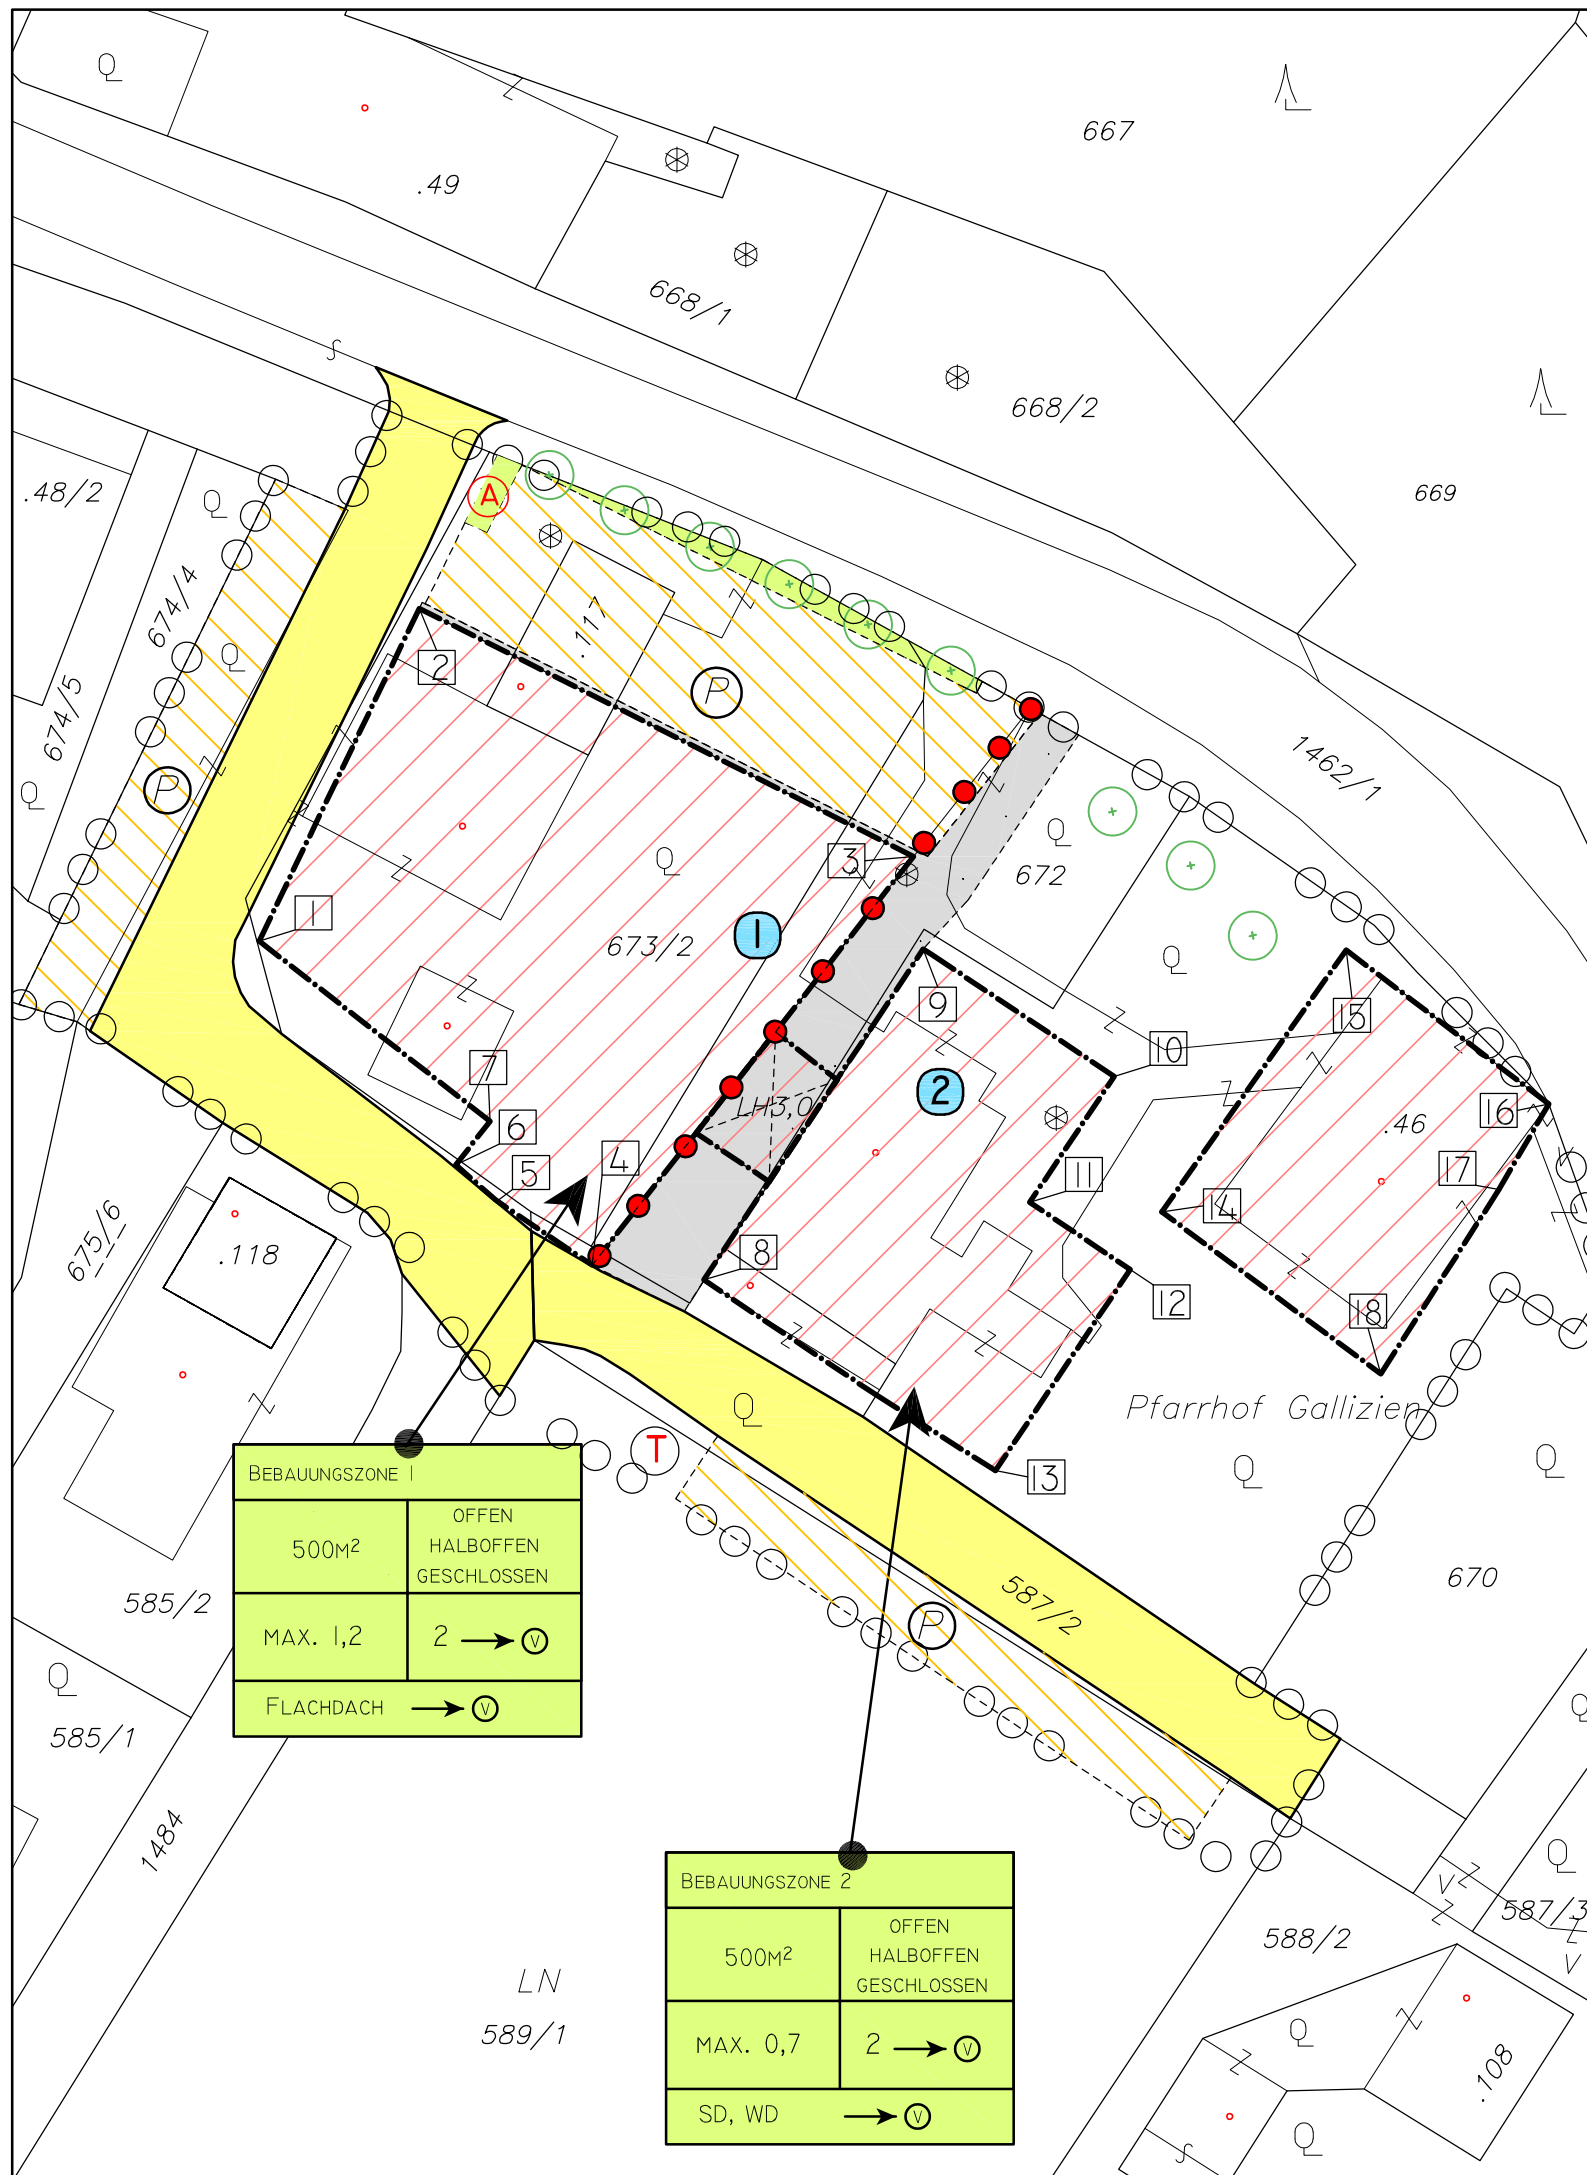 667
.49
668/1
668/2
.48/2
669
A
674/4
.117
2
674/5
P
P
1462/1
3
672
1
673/2
1
9
15
10
7
2
LH3,0
16
.46
6
17
5
4
11
14
675/6
.118
8
12
18
Pfarrhof Gallizien
T
13
BEBAUUNGSZONE 1
500M²
OFFEN
HALBOFFEN
GESCHLOSSEN
MAX. 1,2
2 → V
FLACHDACH → V
585/2
587/2
670
P
585/1
1484
BEBAUUNGSZONE 2
500M²
OFFEN
HALBOFFEN
GESCHLOSSEN
MAX. 0,7
2 → V
SD, WD → V
587/3
588/2
LN
589/1
.108